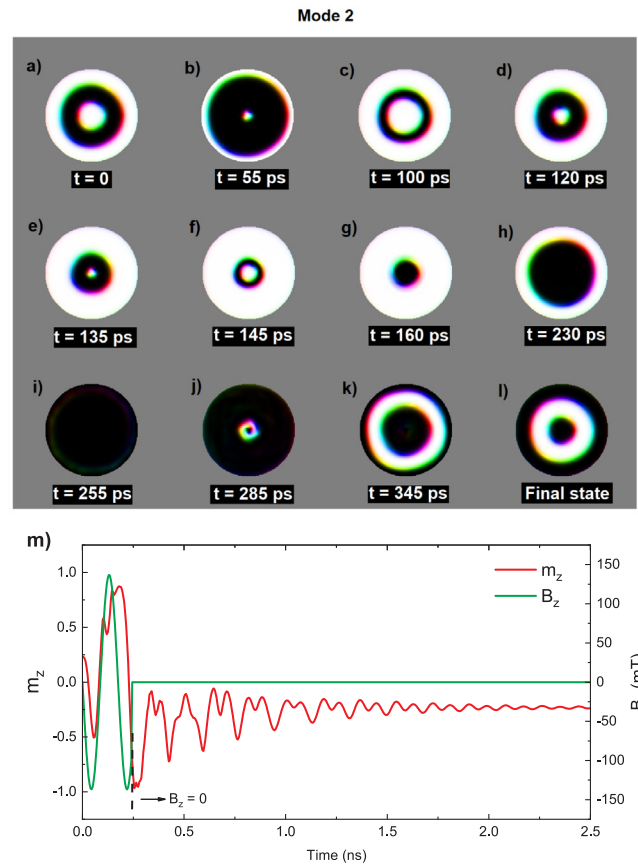 Mode 2
a) b) c) d)
t = 0 t = 55 ps t = 100 ps t = 120 ps
e) f) g) h)
t = 135 ps t = 145 ps t = 160 ps t = 230 ps
i) j) k) l)
t = 255 ps t = 285 ps t = 345 ps Final state
m)
1.0 0.5 0.0 -0.5 -1.0
m_z
m_z
B_z
150 100 50 0 -50 -100 -150
(mT)
B_z = 0
0.0 0.5 1.0 1.5 2.0 2.5
Time (ns)